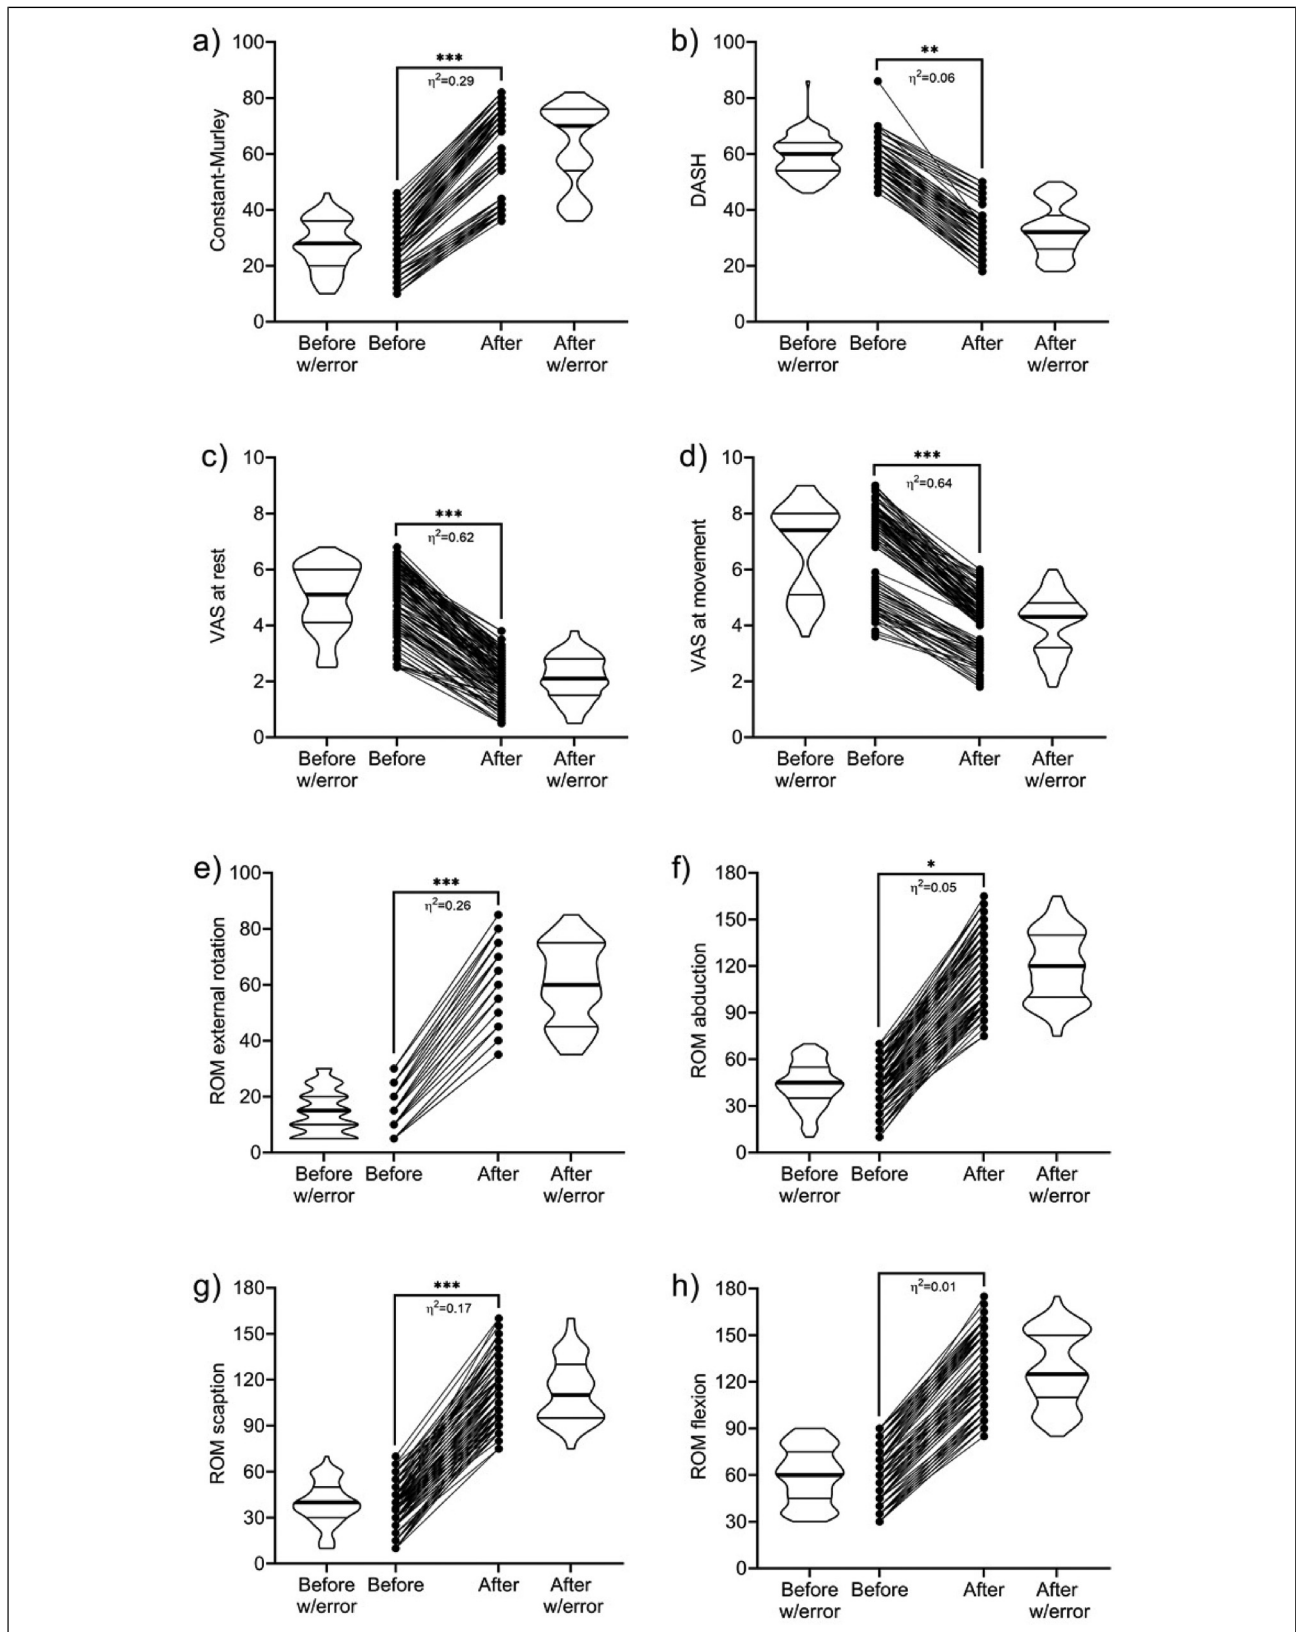 a)
100
80
60
40
20
0
Constant-Murley
***
η²=0.29
Before Before After After
w/error w/error
b)
100
80
60
40
20
0
DASH
**
η²=0.06
Before Before After After
w/error w/error
c)
10
8
6
4
2
0
VAS at rest
***
η²=0.62
Before Before After After
w/error w/error
d)
10
8
6
4
2
0
VAS at movement
***
η²=0.64
Before Before After After
w/error w/error
e)
100
80
60
40
20
0
ROM external rotation
***
η²=0.26
Before Before After After
w/error w/error
f)
180
150
120
90
60
30
0
ROM abduction
*
η²=0.05
Before Before After After
w/error w/error
g)
180
150
120
90
60
30
0
ROM scaption
***
η²=0.17
Before Before After After
w/error w/error
h)
180
150
120
90
60
30
0
ROM flexion
η²=0.01
Before Before After After
w/error w/error